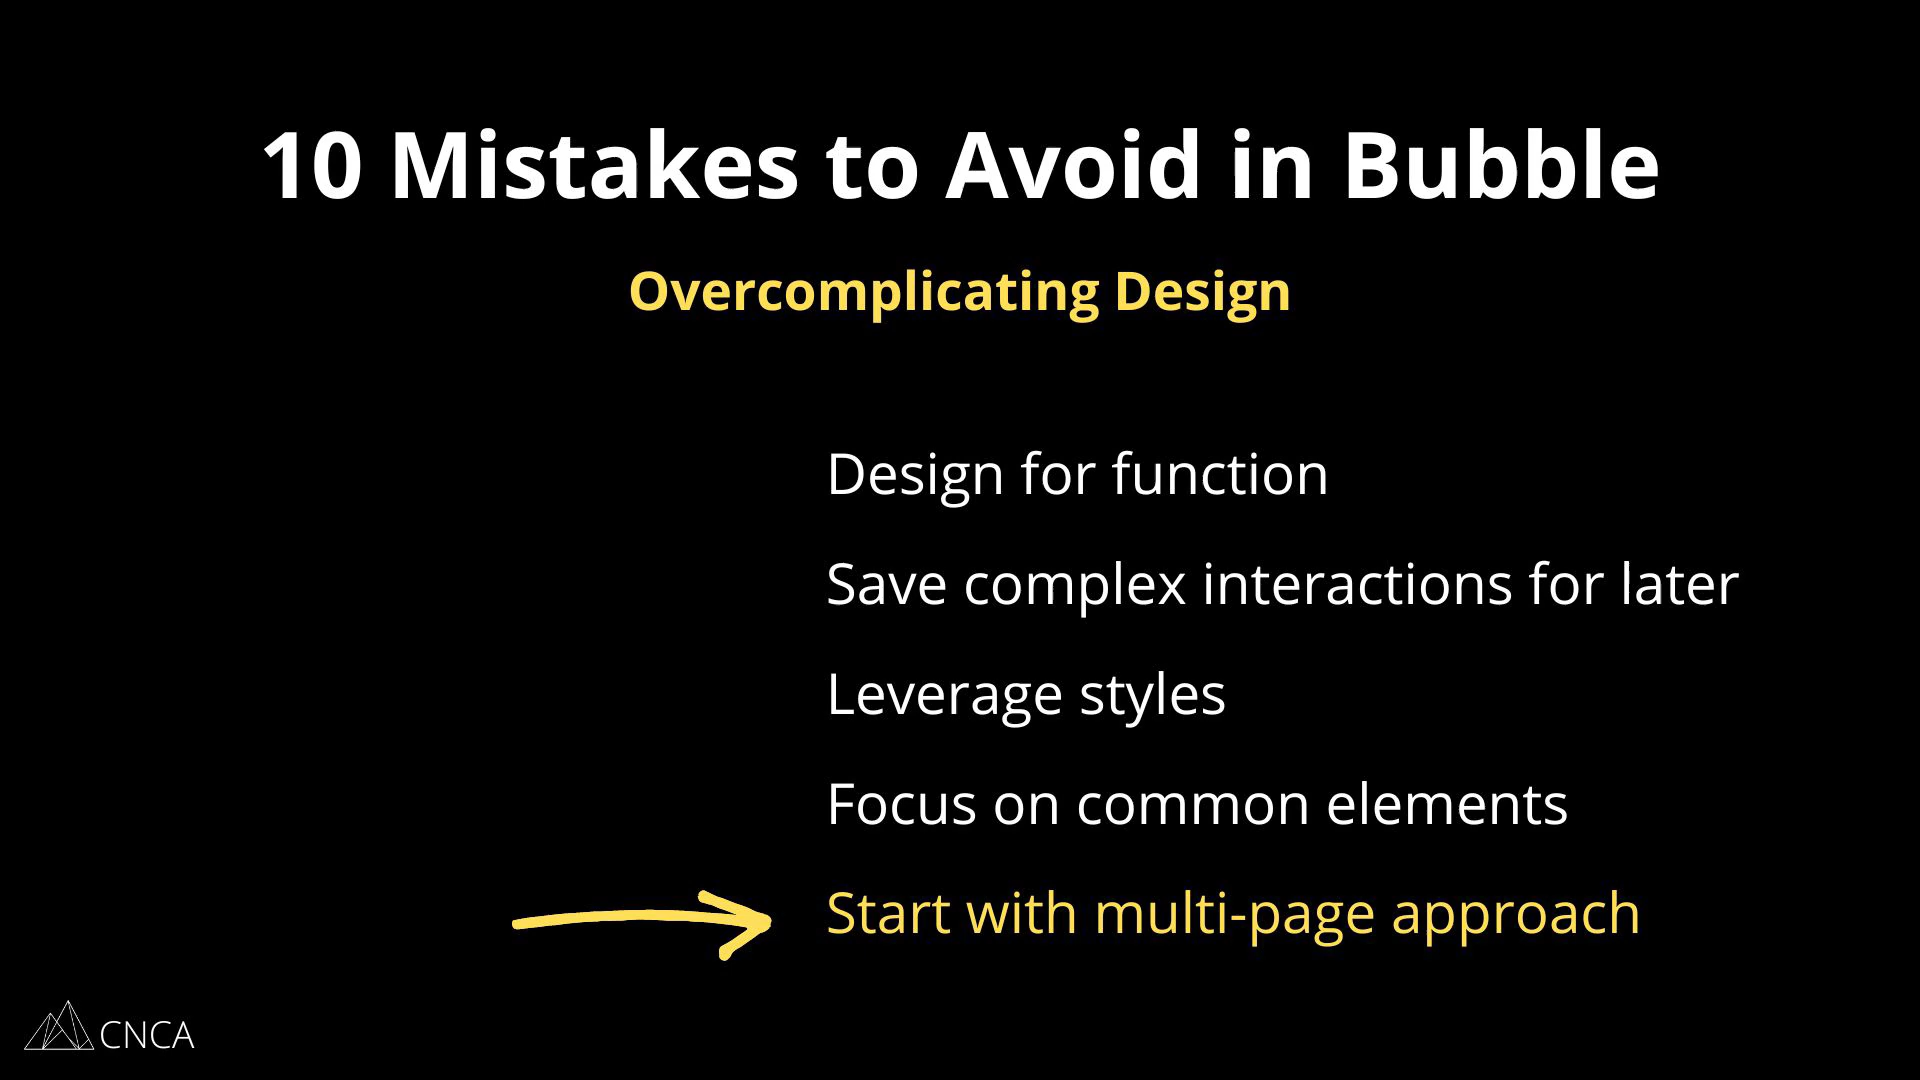 10 Mistakes to Avoid in Bubble
Overcomplicating Design
Design for function
Save complex interactions for later
Leverage styles
Focus on common elements
Start with multi-page approach
CNCA